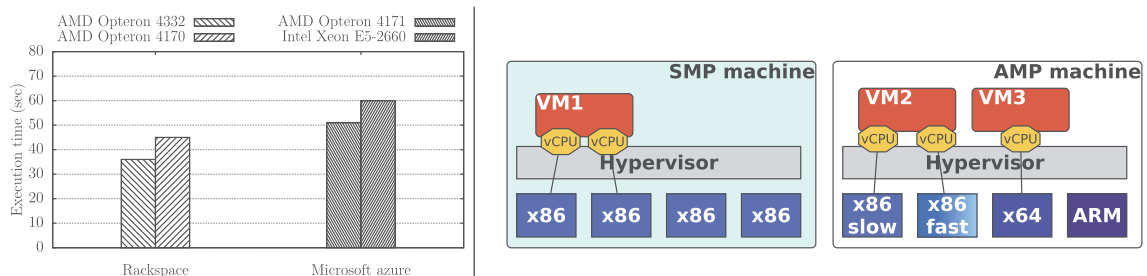 AMD Opteron 4332
AMD Opteron 4170
AMD Opteron 4171
Intel Xeon E5-2660
Execution time (sec)
80
70
60
50
40
30
20
10
0
Rackspace
Microsoft azure
SMP machine
VM1
vCPU vCPU
Hypervisor
x86 x86 x86 x86
AMP machine
VM2 VM3
vCPU vCPU vCPU
Hypervisor
x86 slow
x86 fast
x64
ARM